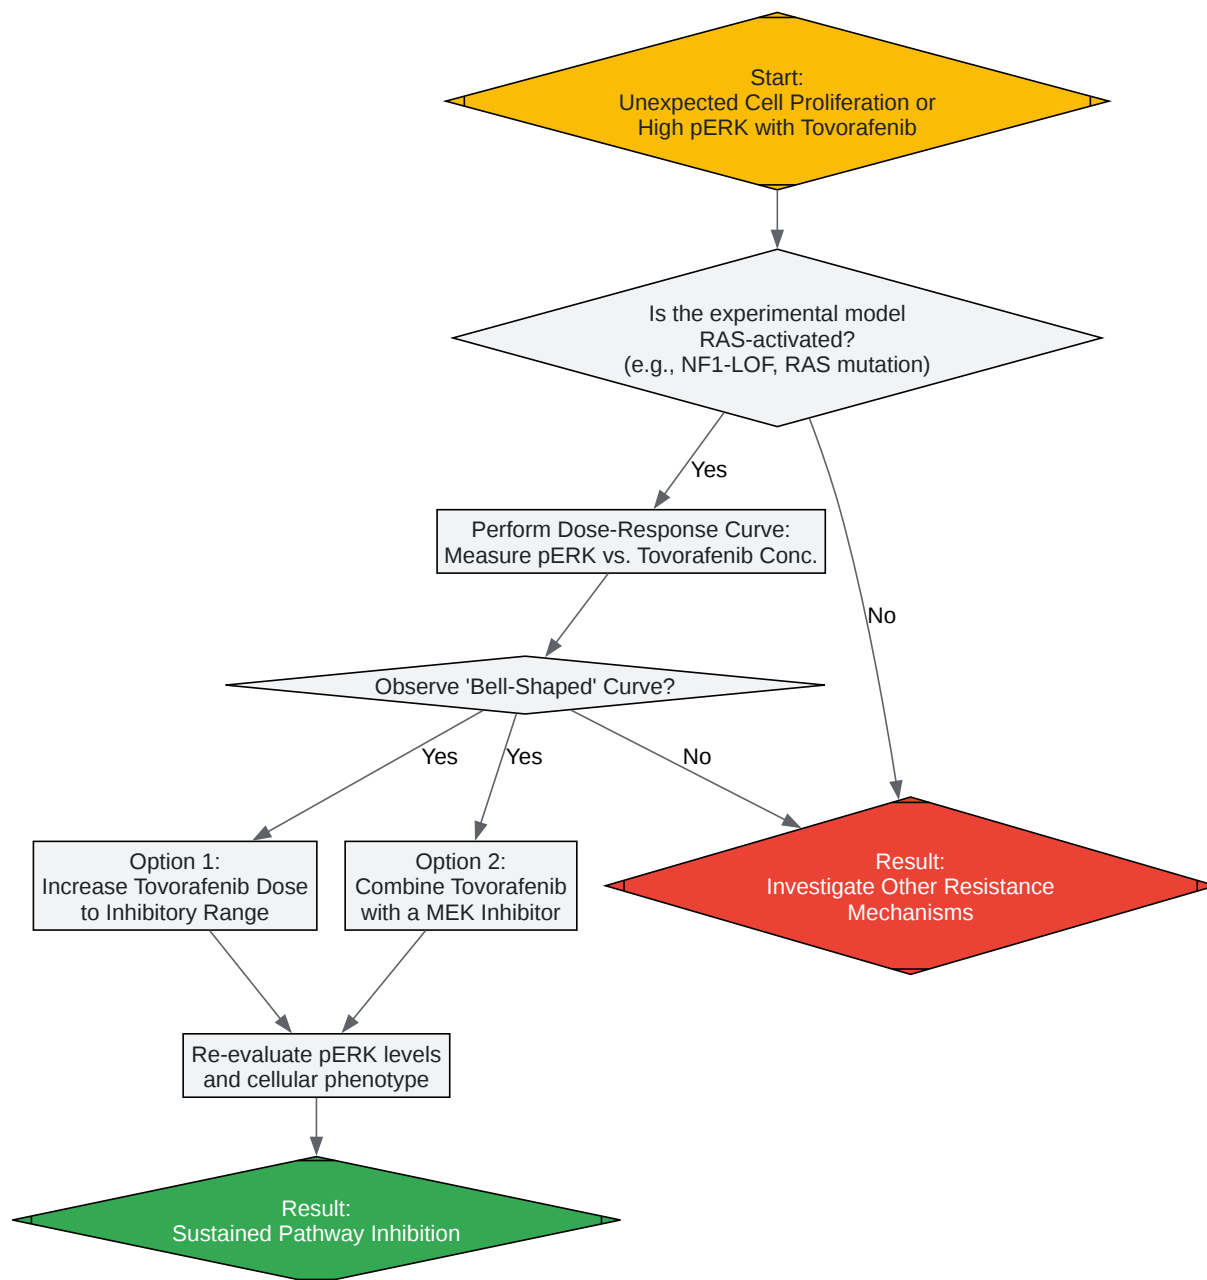 Start:
Unexpected Cell Proliferation or
High pERK with Tovorafenib
Is the experimental model
RAS-activated?
(e.g., NF1-LOF, RAS mutation)
Yes
Perform Dose-Response Curve:
Measure pERK vs. Tovorafenib Conc.
No
Observe 'Bell-Shaped' Curve?
Yes
Yes
No
Option 1:
Increase Tovorafenib Dose
to Inhibitory Range
Option 2:
Combine Tovorafenib
with a MEK Inhibitor
Result:
Investigate Other Resistance
Mechanisms
Re-evaluate pERK levels
and cellular phenotype
Result:
Sustained Pathway Inhibition